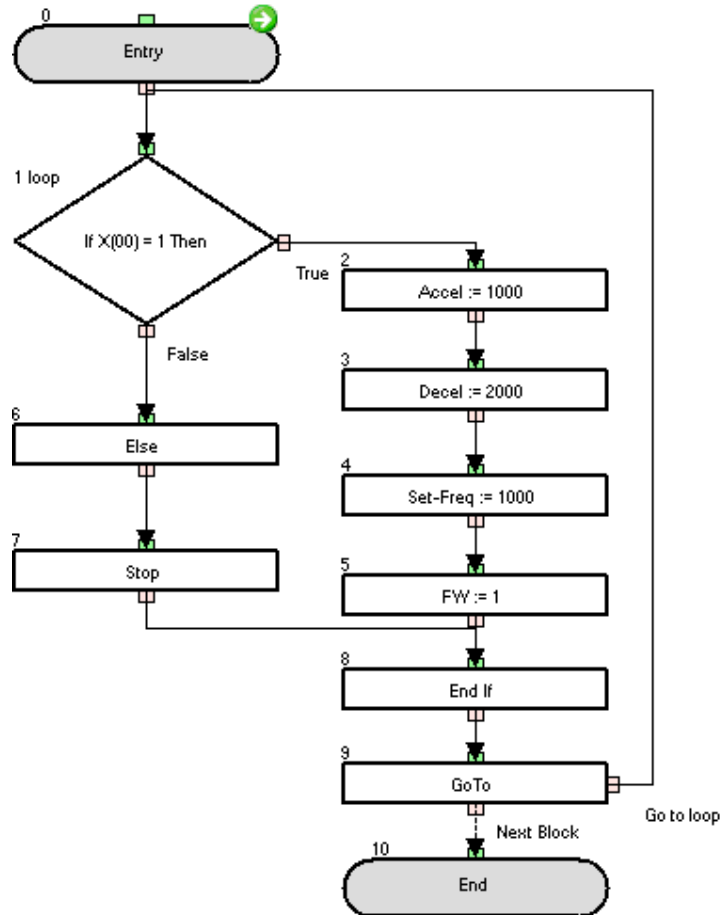 0
Entry
1 loop
If X(00) = 1 Then
True
False
2
Accel := 1000
3
Decel := 2000
4
Set-Freq := 1000
5
FW := 1
6
Else
7
Stop
8
End If
9
GoTo
Go to loop
Next Block
10
End